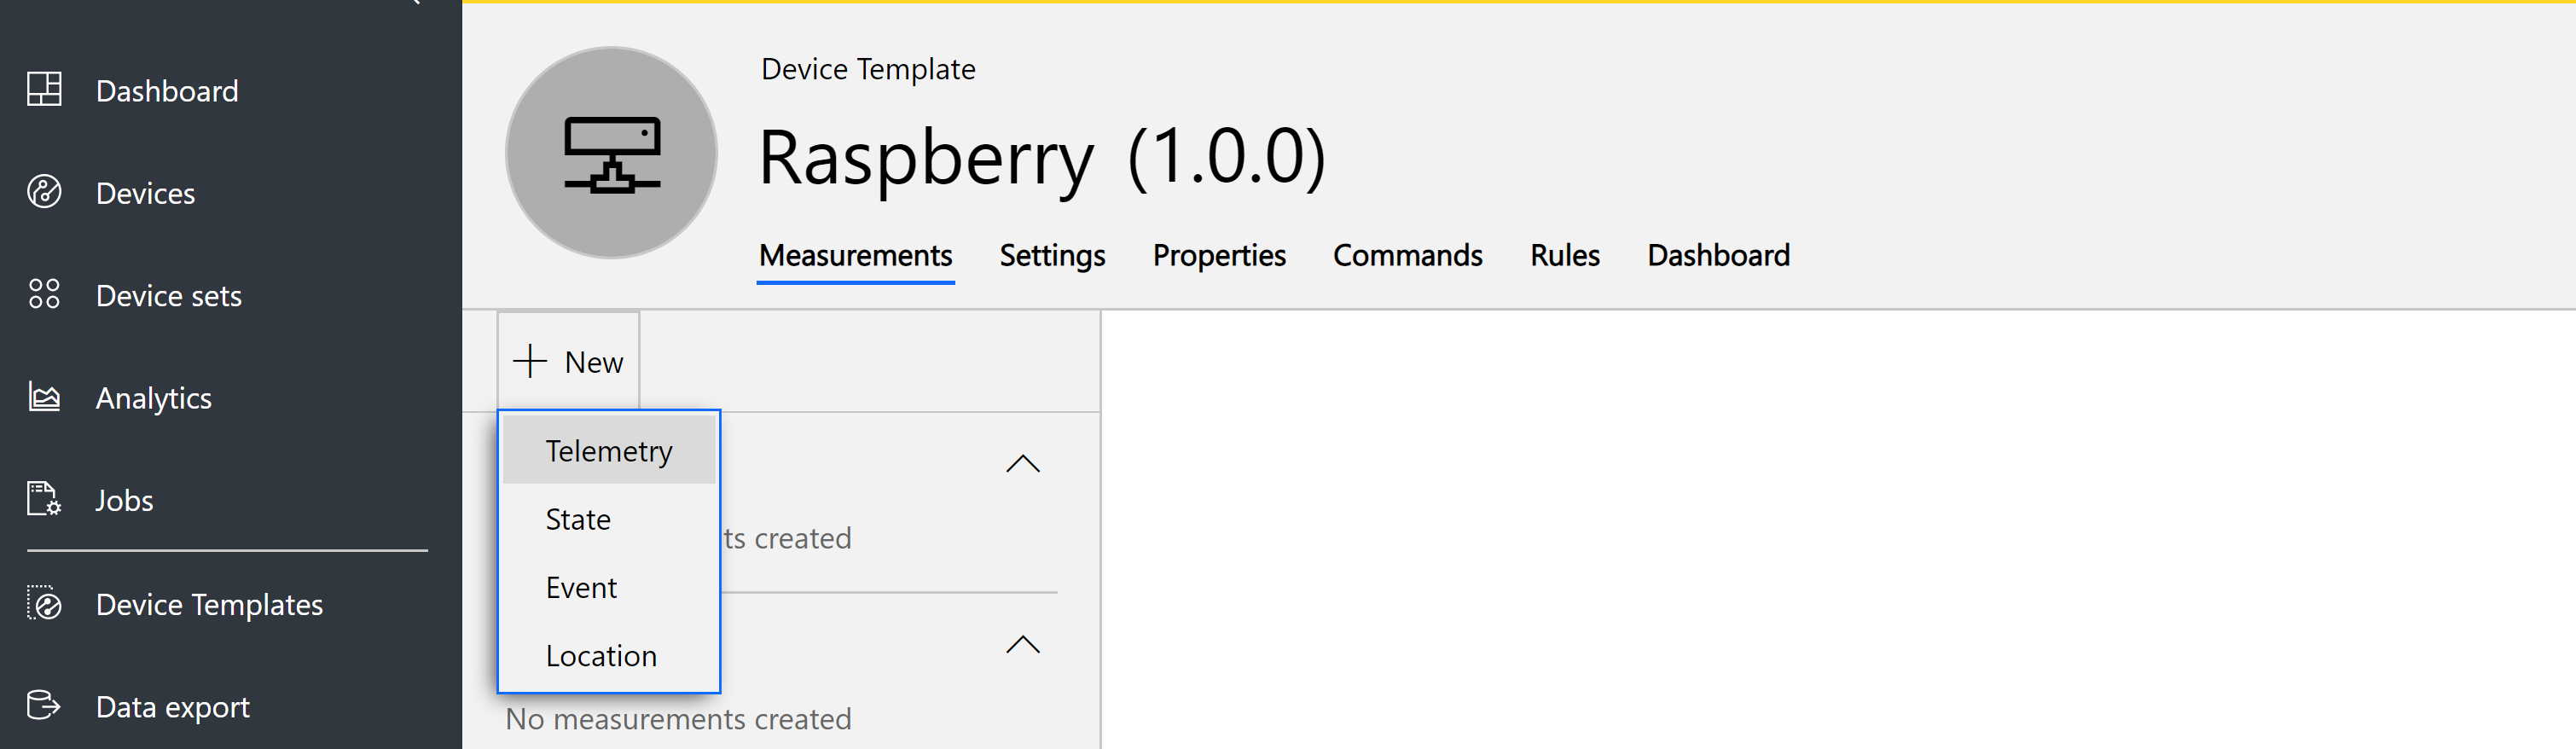 Dashboard
Devices
Device sets
Analytics
Jobs
Device Templates
Data export
Device Template
Raspberry (1.0.0)
Measurements Settings Properties Commands Rules Dashboard
New
Telemetry
State
Event
Location
ts created
No measurements created